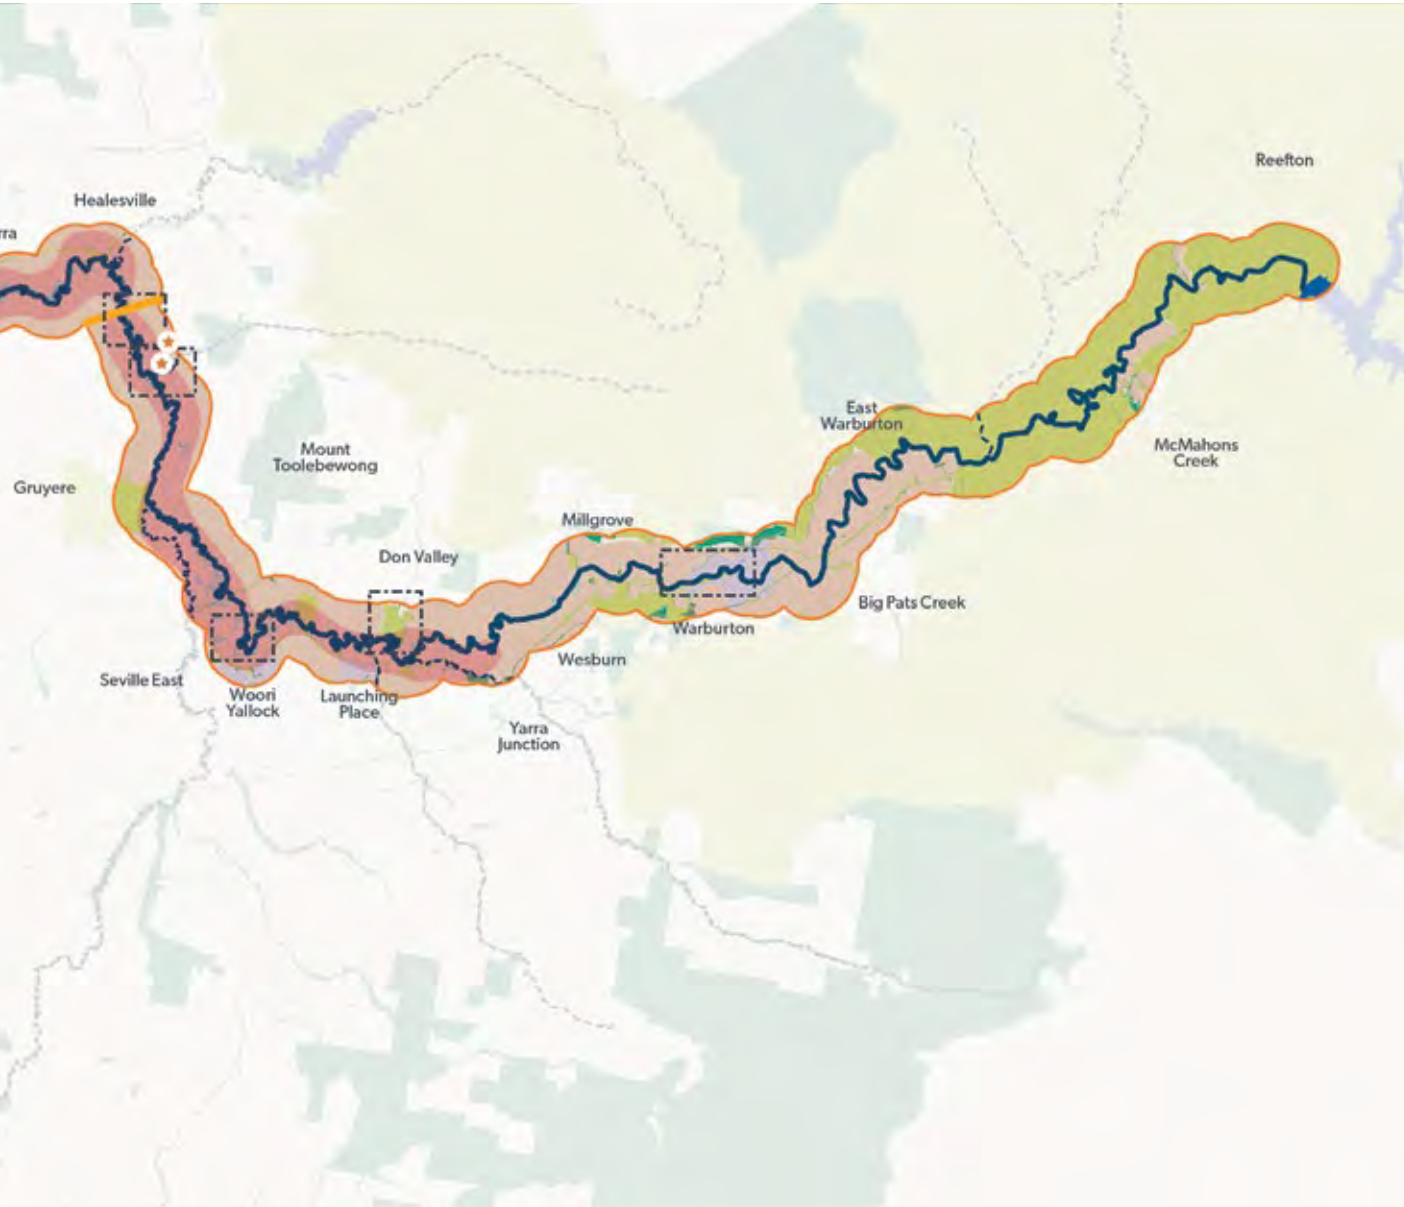 Reefton
Healesville
rra
East
Warburton
McMahons
Creek
Mount
Toolebewong
Gruyere
Millgrove
Don Valley
Big Pats Creek
Warburton
Wesburn
Seville East
Woori
Yallock
Launching
Place
Yarra
Junction